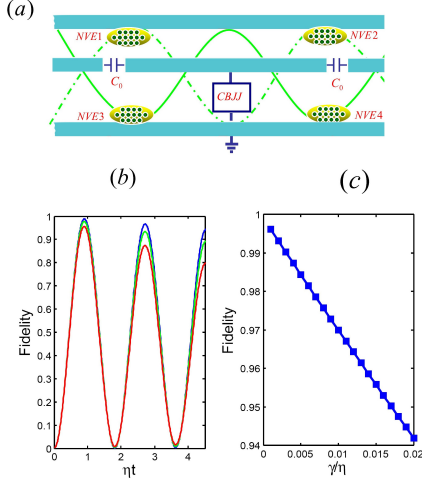 (a)
NVE1
NVE2
C0
CBJJ
C0
NVE3
NVE4
(b)
(c)
Fidelity
1
0.9
0.8
0.7
0.6
0.5
0.4
0.3
0.2
0.1
0
0 1 2 3 4
ηt
Fidelity
1
0.99
0.98
0.97
0.96
0.95
0.94
0 0.005 0.01 0.015 0.02
γ/η